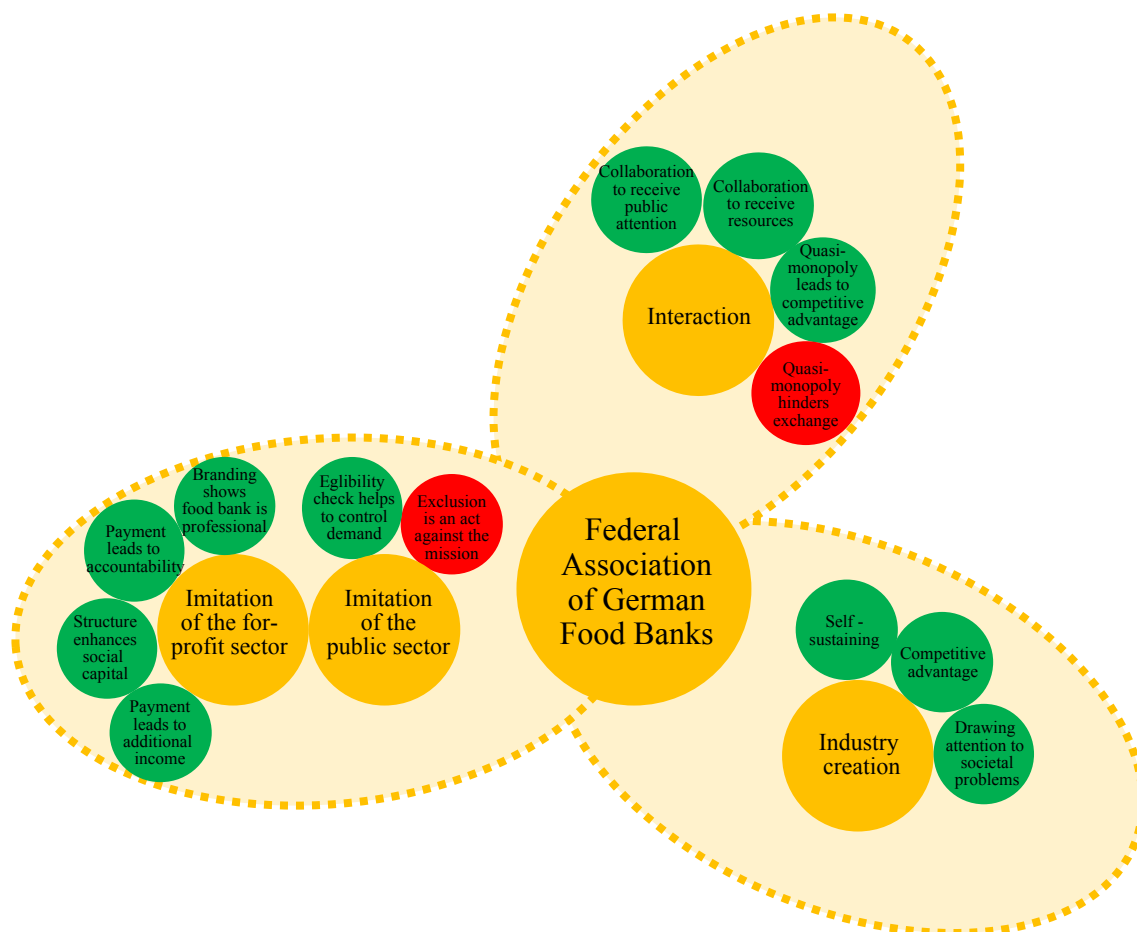 Collaboration
to receive
public
attention
Collaboration
to receive
resources
Quasi-
monopoly
leads to
competitive
advantage
Interaction
Quasi-
monopoly
hinders
exchange
Branding
shows
food bank is
professional
Eglibility
check helps
to control
demand
Exclusion
is an act
against the
mission
Payment
leads to
accountability
Structure
enhances
social
capital
Payment
leads to
additional
income
Imitation
of the for-
profit sector
Imitation
of the
public sector
Federal
Association
of German
Food Banks
Self -
sustaining
Competitive
advantage
Drawing
attention to
societal
problems
Industry
creation